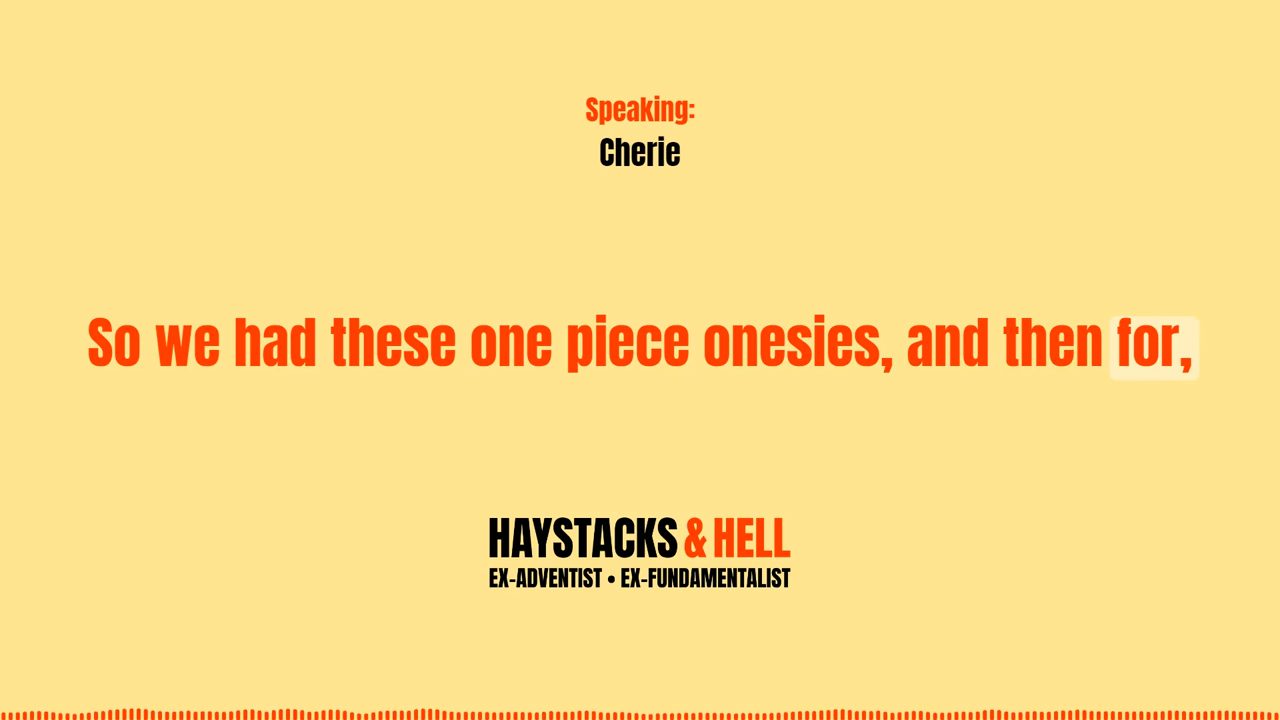 Speaking:
Cherie
So we had these one piece onesies, and then for,
HAYSTACKS & HELL
EX-ADVENTIST • EX-FUNDAMENTALIST